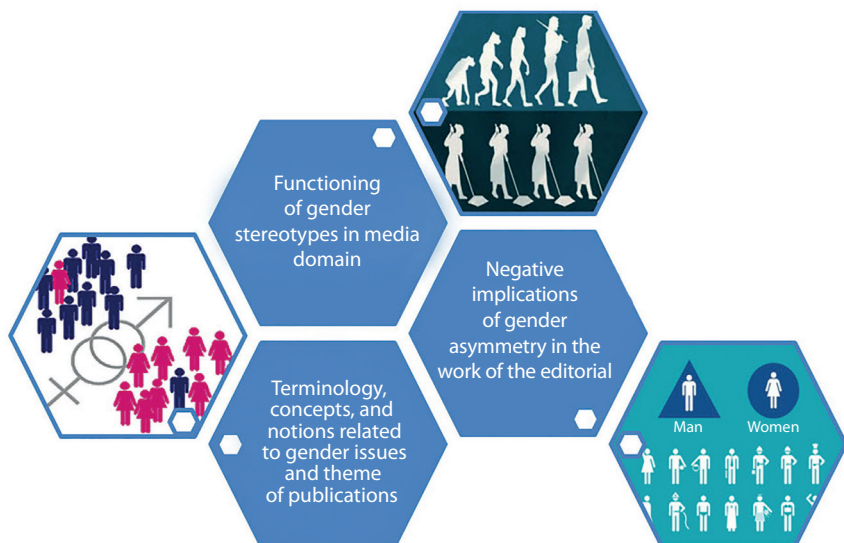 Functioning
of gender
stereotypes in media
domain
Negative
implications
of gender
asymmetry in the
work of the editorial
Terminology,
concepts, and
notions related
to gender issues
and theme
of publications
Man
Women